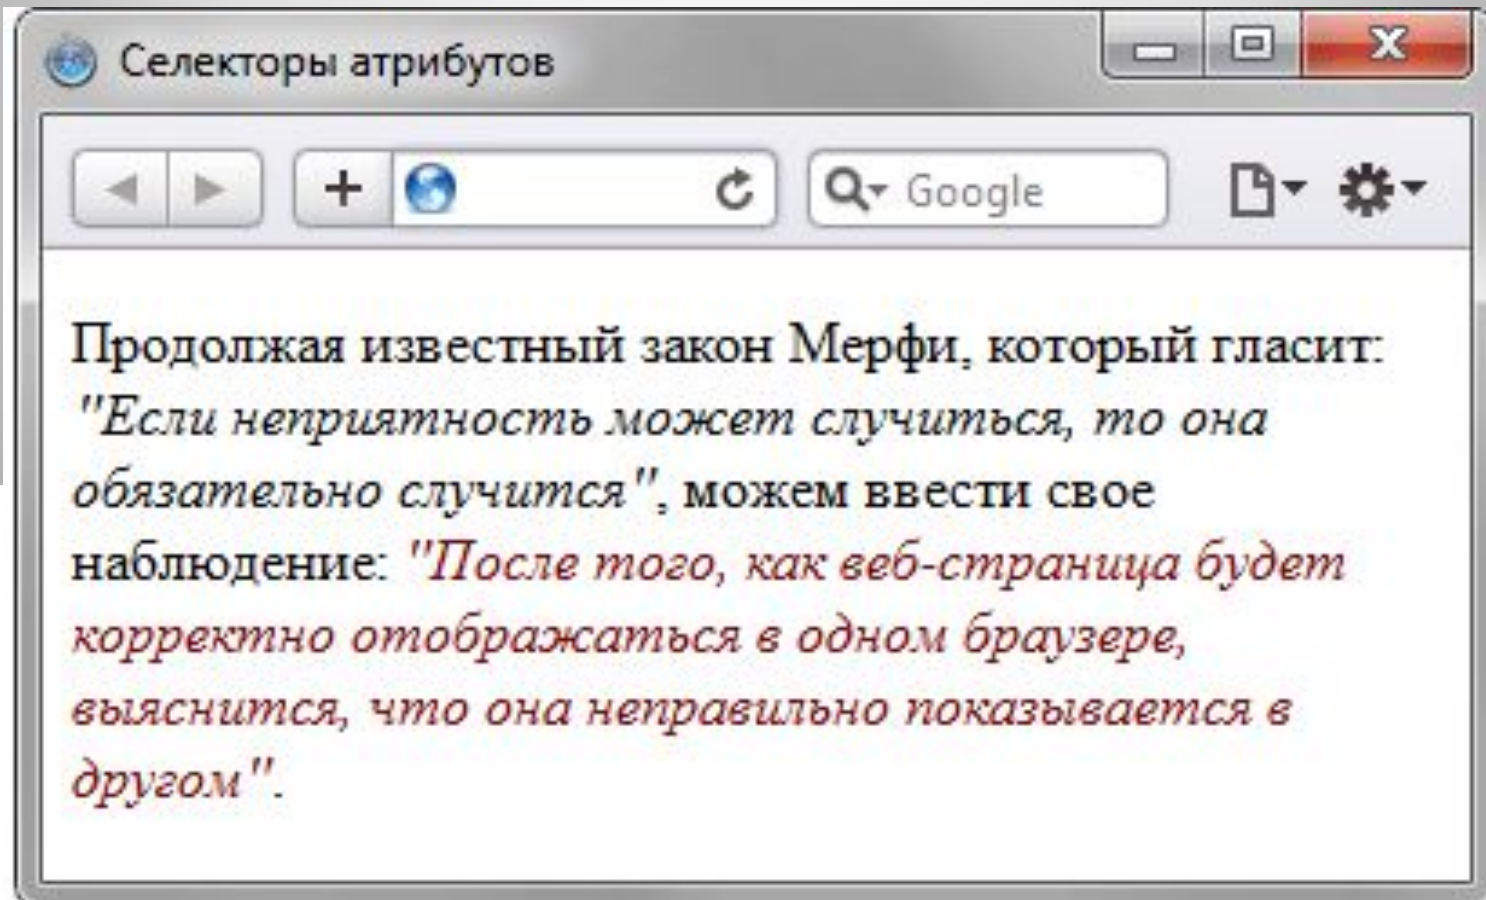 Селекторы атрибутов
Google
Продолжая известный закон Мерфи, который гласит:
"Если неприятность может случиться, то она
обязательно случится", можем ввести свое
наблюдение: "После того, как веб-страница будет
корректно отображаться в одном браузере,
выяснится, что она неправильно показывается в
другом".